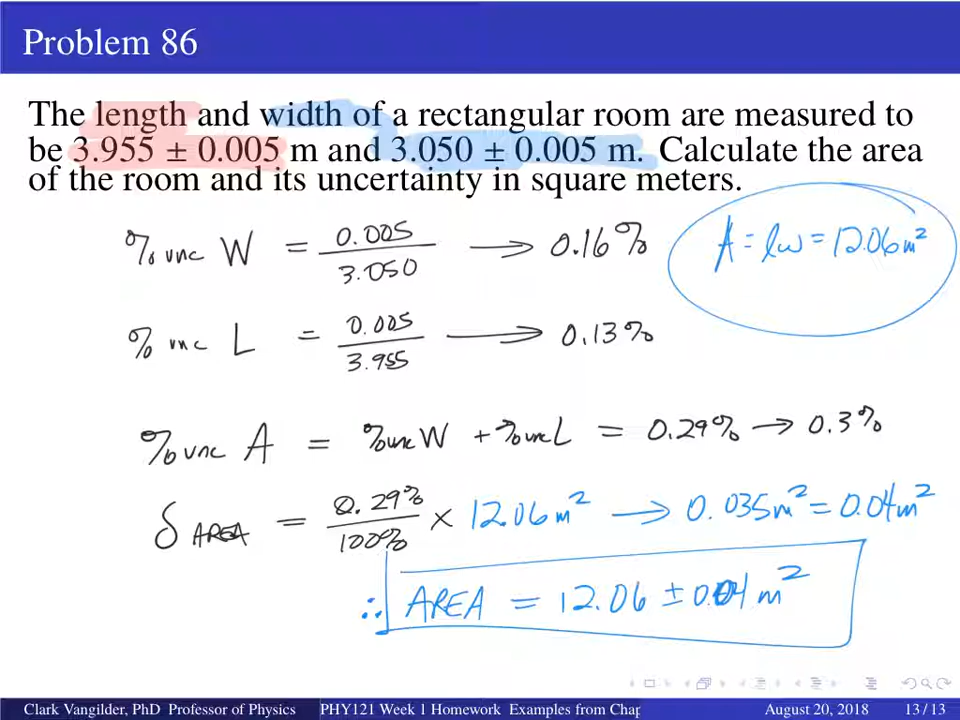 Problem 86
The length and width of a rectangular room are measured to
be 3.955 ± 0.005 m and 3.050 ± 0.005 m. Calculate the area
of the room and its uncertainty in square meters.
% unc W = 0.005 / 3.050 → 0.16%
A = lw = 12.06 m²
% unc L = 0.005 / 3.955 → 0.13%
% unc A = % unc W + % unc L = 0.29% → 0.3%
δ AREA = 0.29% / 100% × 12.06 m² → 0.035 m² = 0.04 m²
∴ AREA = 12.06 ± 0.04 m²
Clark Vangilder, PhD Professor of Physics PHY121 Week 1 Homework Examples from Chap August 20, 2018 13 / 13